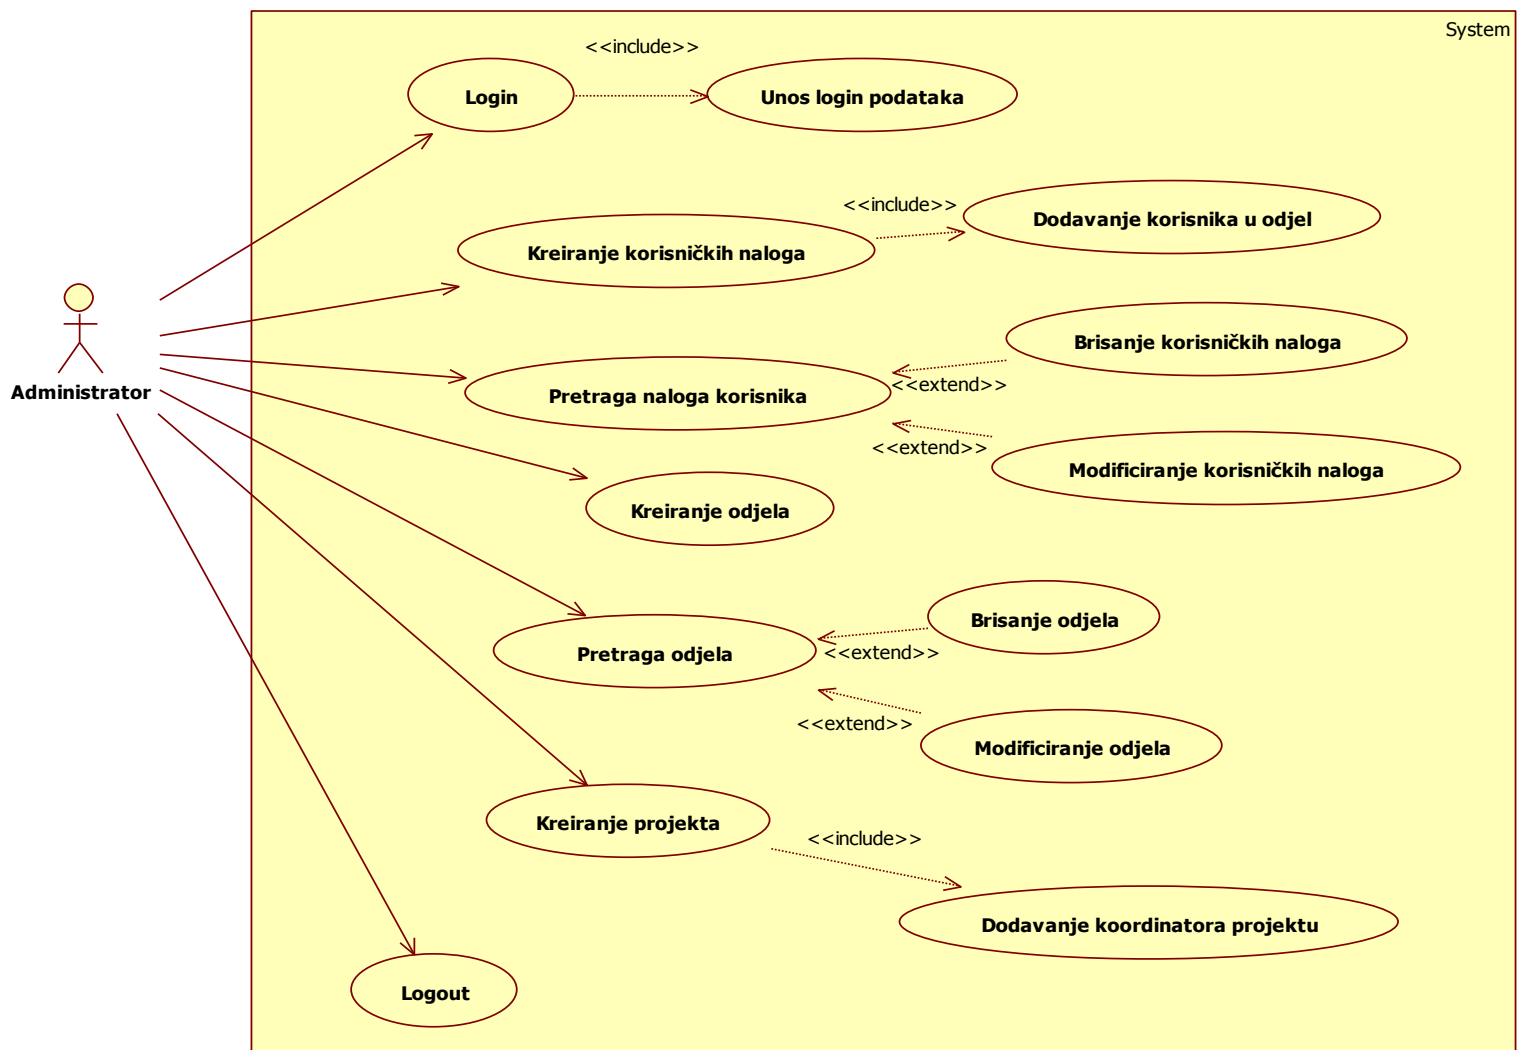 System
<<include>>
Login
Unos login podataka
<<include>>
Dodavanje korisnika u odjel
Kreiranje korisničkih naloga
Brisanje korisničkih naloga
<<extend>>
Administrator
Pretraga naloga korisnika
<<extend>>
Modificiranje korisničkih naloga
Kreiranje odjela
Brisanje odjela
Pretraga odjela
<<extend>>
<<extend>>
Modificiranje odjela
Kreiranje projekta
<<include>>
Dodavanje koordinatora projektu
Logout